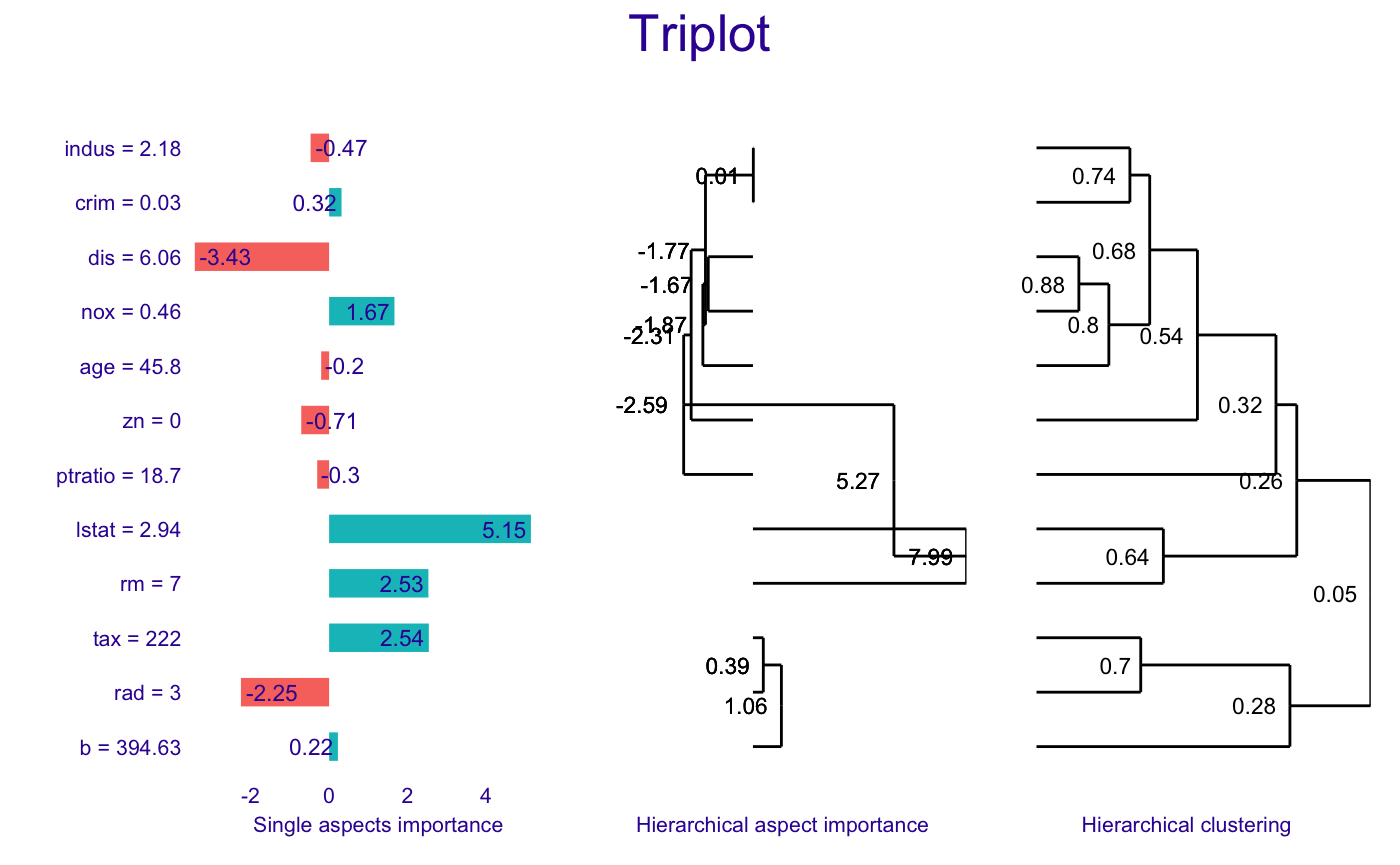 Triplot
indus = 2.18
-0.47
crim = 0.03
0.32
dis = 6.06
-3.43
nox = 0.46
1.67
age = 45.8
-0.2
zn = 0
-0.71
ptratio = 18.7
-0.3
lstat = 2.94
5.15
rm = 7
2.53
tax = 222
2.54
rad = 3
-2.25
b = 394.63
0.22
-2 0 2 4
Single aspects importance
0.01
-1.77
-1.67
-1.87
-2.31
-2.59
5.27
7.99
0.39
1.06
Hierarchical aspect importance
0.74
0.68
0.88
0.8
0.54
0.32
0.26
0.64
0.05
0.7
0.28
Hierarchical clustering